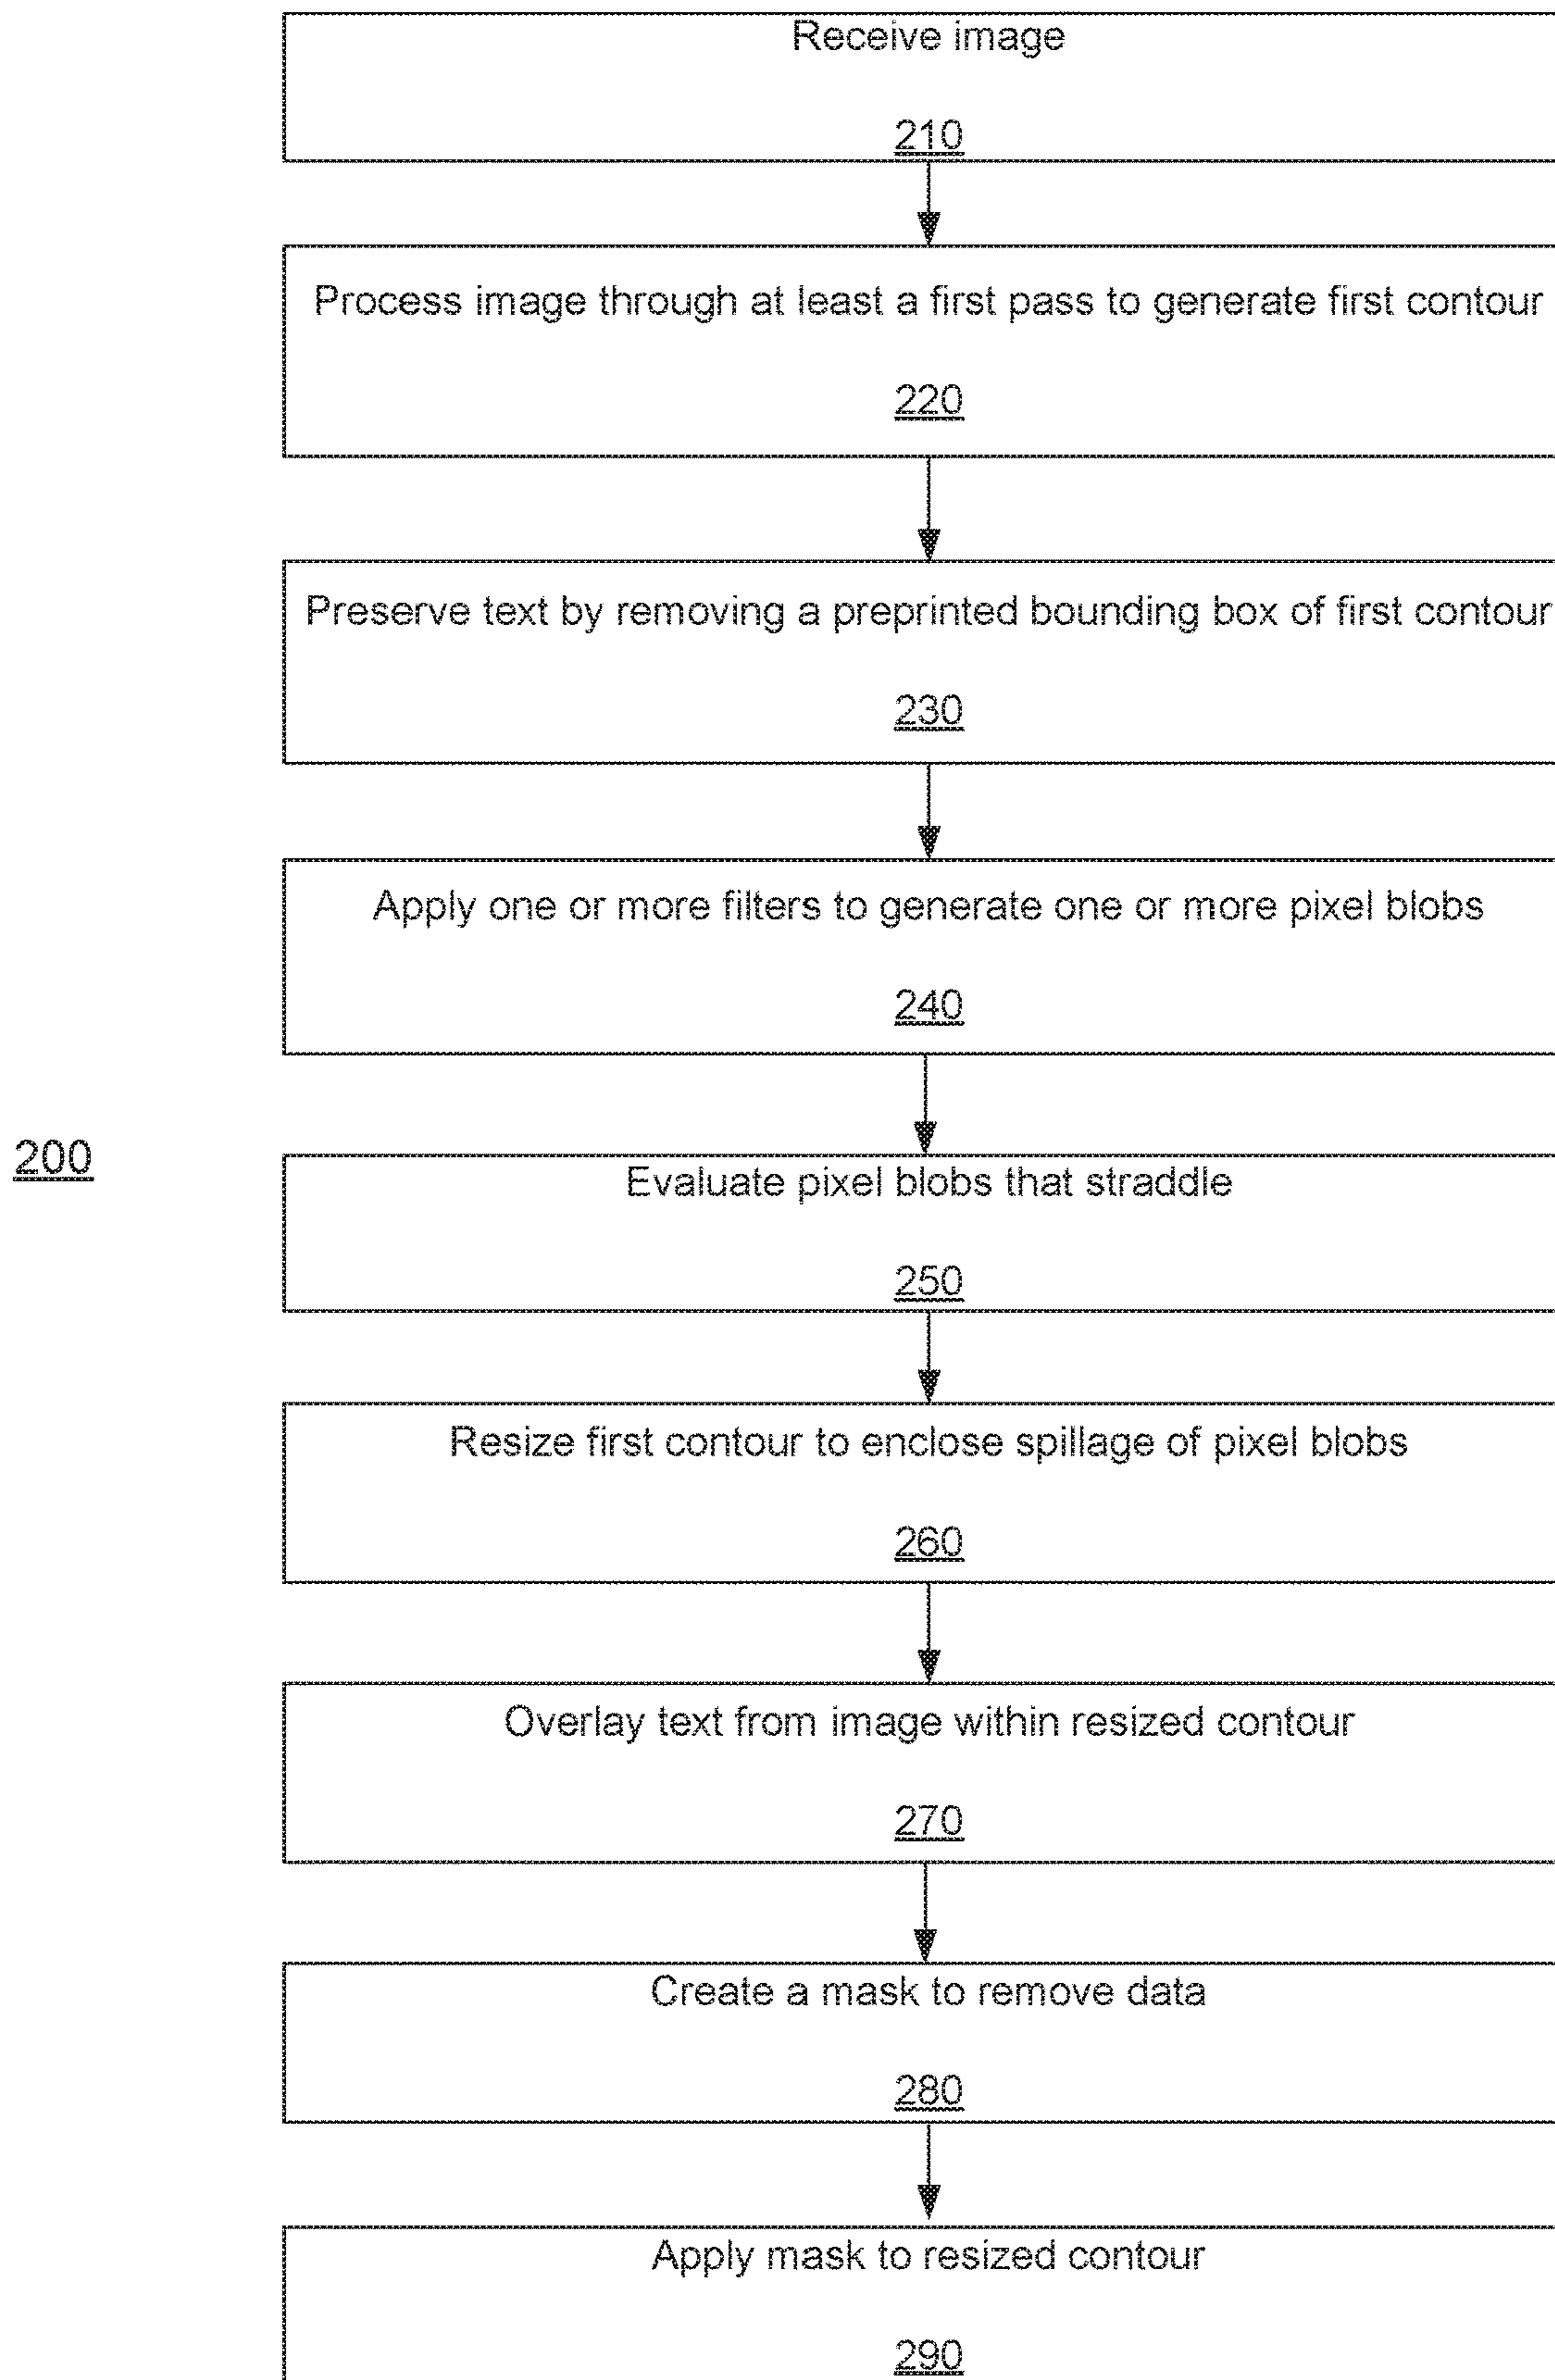 Receive image
210
Process image through at least a first pass to generate first contour
220
Preserve text by removing a preprinted bounding box of first contour
230
Apply one or more filters to generate one or more pixel blobs
240
200
Evaluate pixel blobs that straddle
250
Resize first contour to enclose spillage of pixel blobs
260
Overlay text from image within resized contour
270
Create a mask to remove data
280
Apply mask to resized contour
290